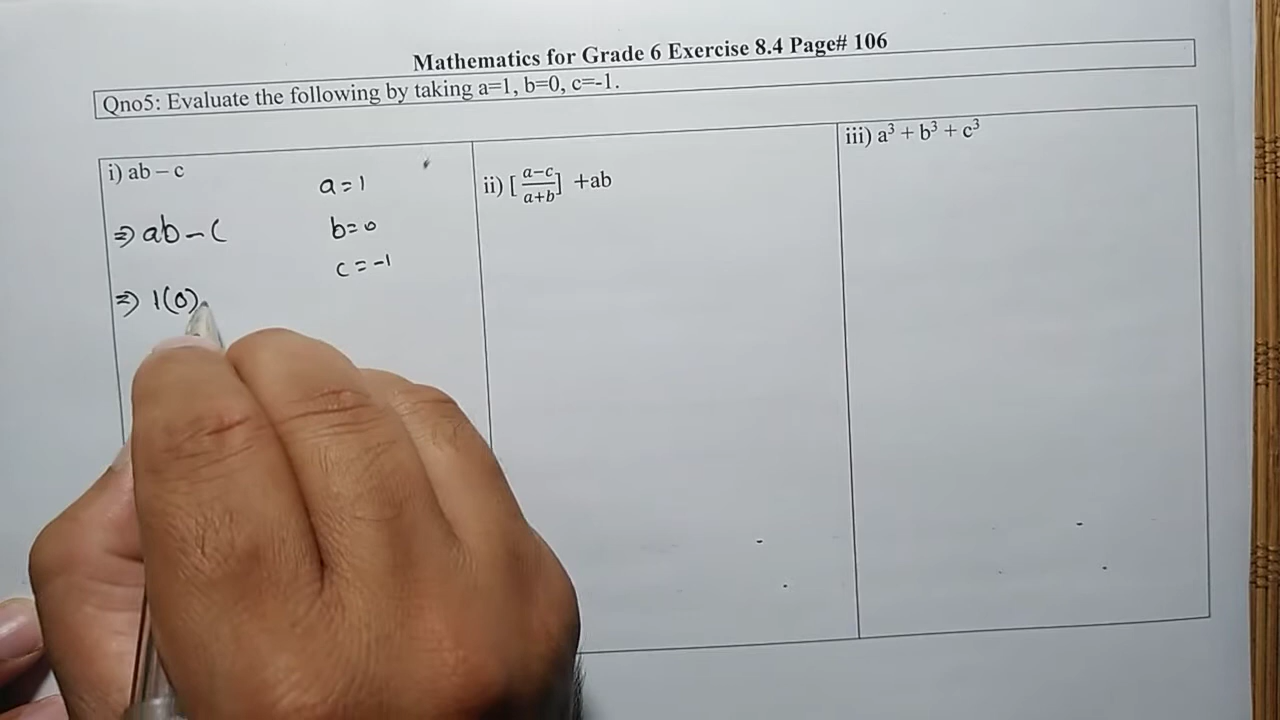 Mathematics for Grade 6 Exercise 8.4 Page# 106
Qno5: Evaluate the following by taking a=1, b=0, c=-1.
i) ab – c
⇒ ab - c
⇒ 1(0)
a = 1
b = 0
c = -1
ii) [a−c/a+b] +ab
iii) a³ + b³ + c³